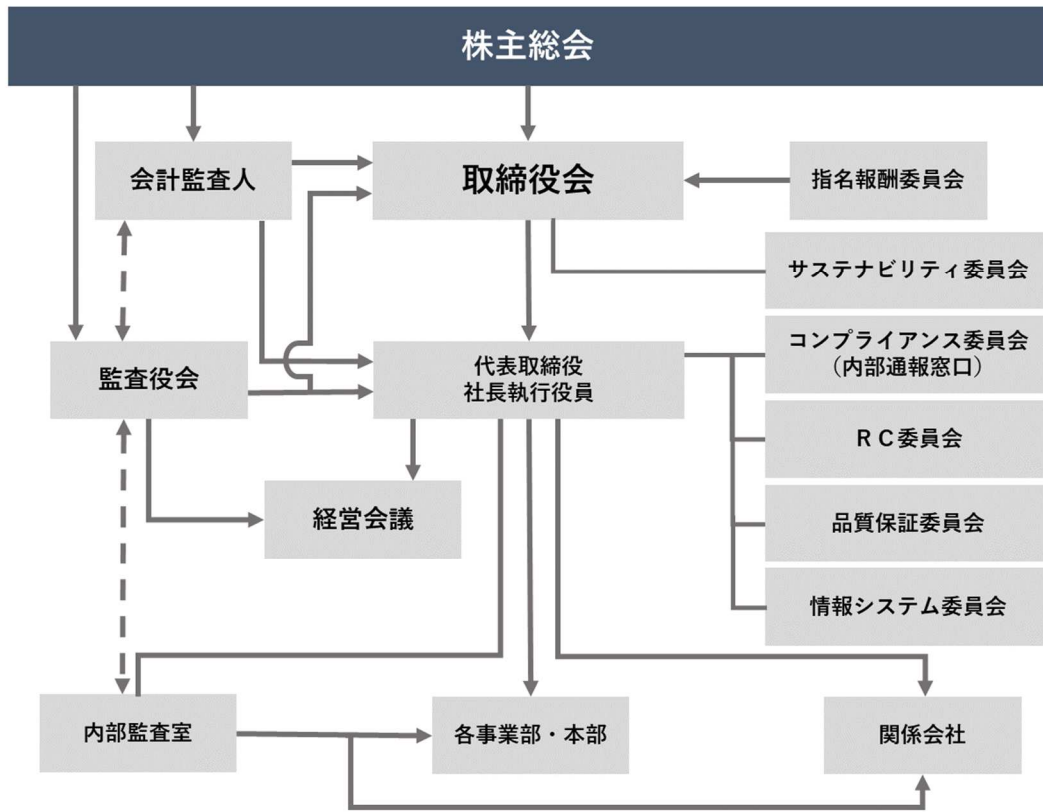 株主総会
会計監査人
取締役会
指名報酬委員会
サステナビリティ委員会
監査役会
代表取締役
社長執行役員
コンプライアンス委員会
（内部通報窓口）
ＲＣ委員会
経営会議
品質保証委員会
情報システム委員会
内部監査室
各事業部・本部
関係会社